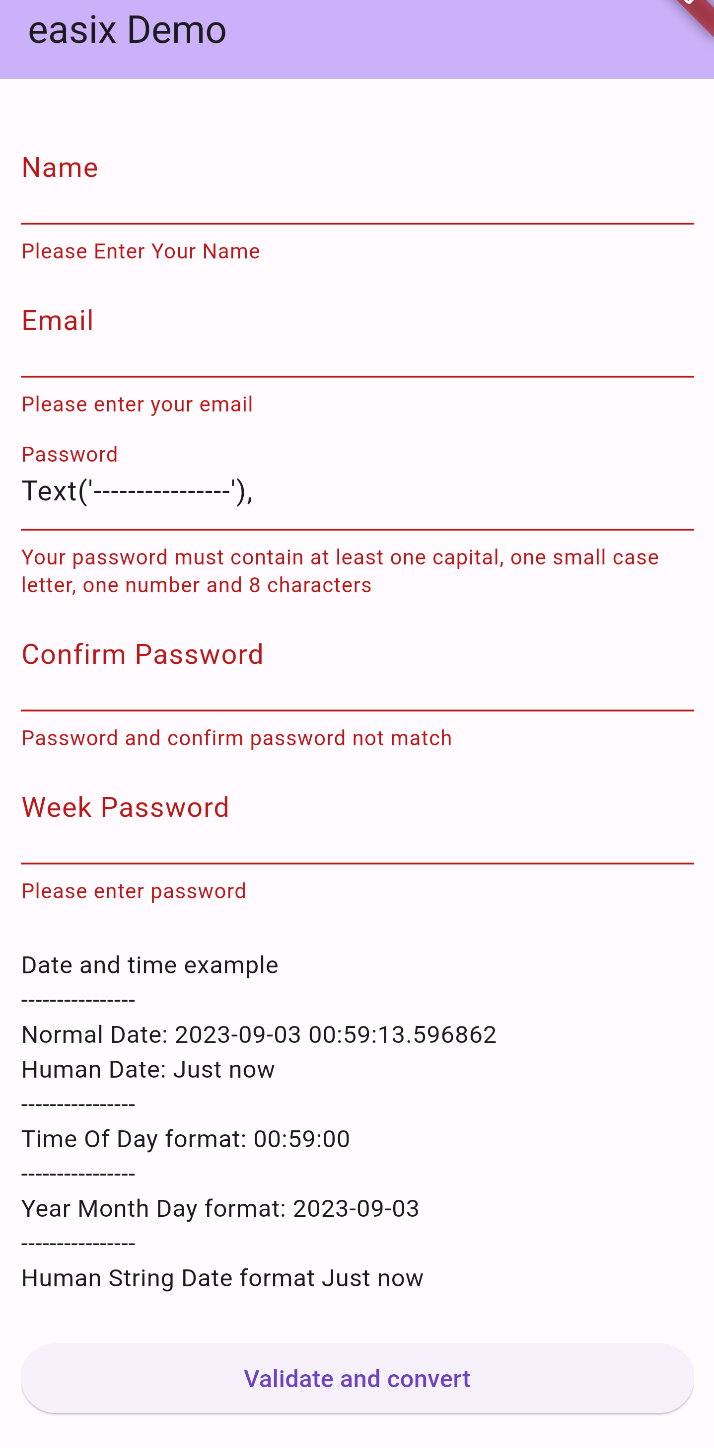 easix Demo
Name
Please Enter Your Name
Email
Please enter your email
Password
Text('----------------'),
Your password must contain at least one capital, one small case
letter, one number and 8 characters
Confirm Password
Password and confirm password not match
Week Password
Please enter password
Date and time example
----------------
Normal Date: 2023-09-03 00:59:13.596862
Human Date: Just now
----------------
Time Of Day format: 00:59:00
----------------
Year Month Day format: 2023-09-03
----------------
Human String Date format Just now
Validate and convert